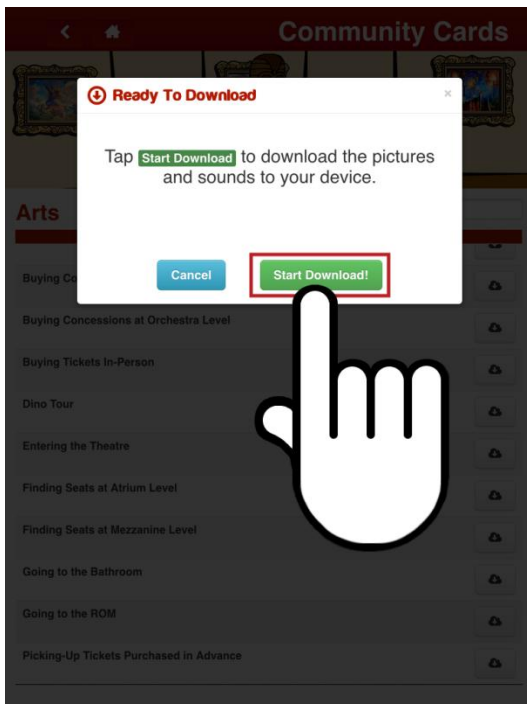 Community Cards
Ready To Download
×
Tap Start Download to download the pictures
and sounds to your device.
Arts
Cancel
Start Download!
Buying Co
Buying Concessions at Orchestra Level
Buying Tickets In-Person
Dino Tour
Entering the Theatre
Finding Seats at Atrium Level
Finding Seats at Mezzanine Level
Going to the Bathroom
Going to the ROM
Picking-Up Tickets Purchased in Advance